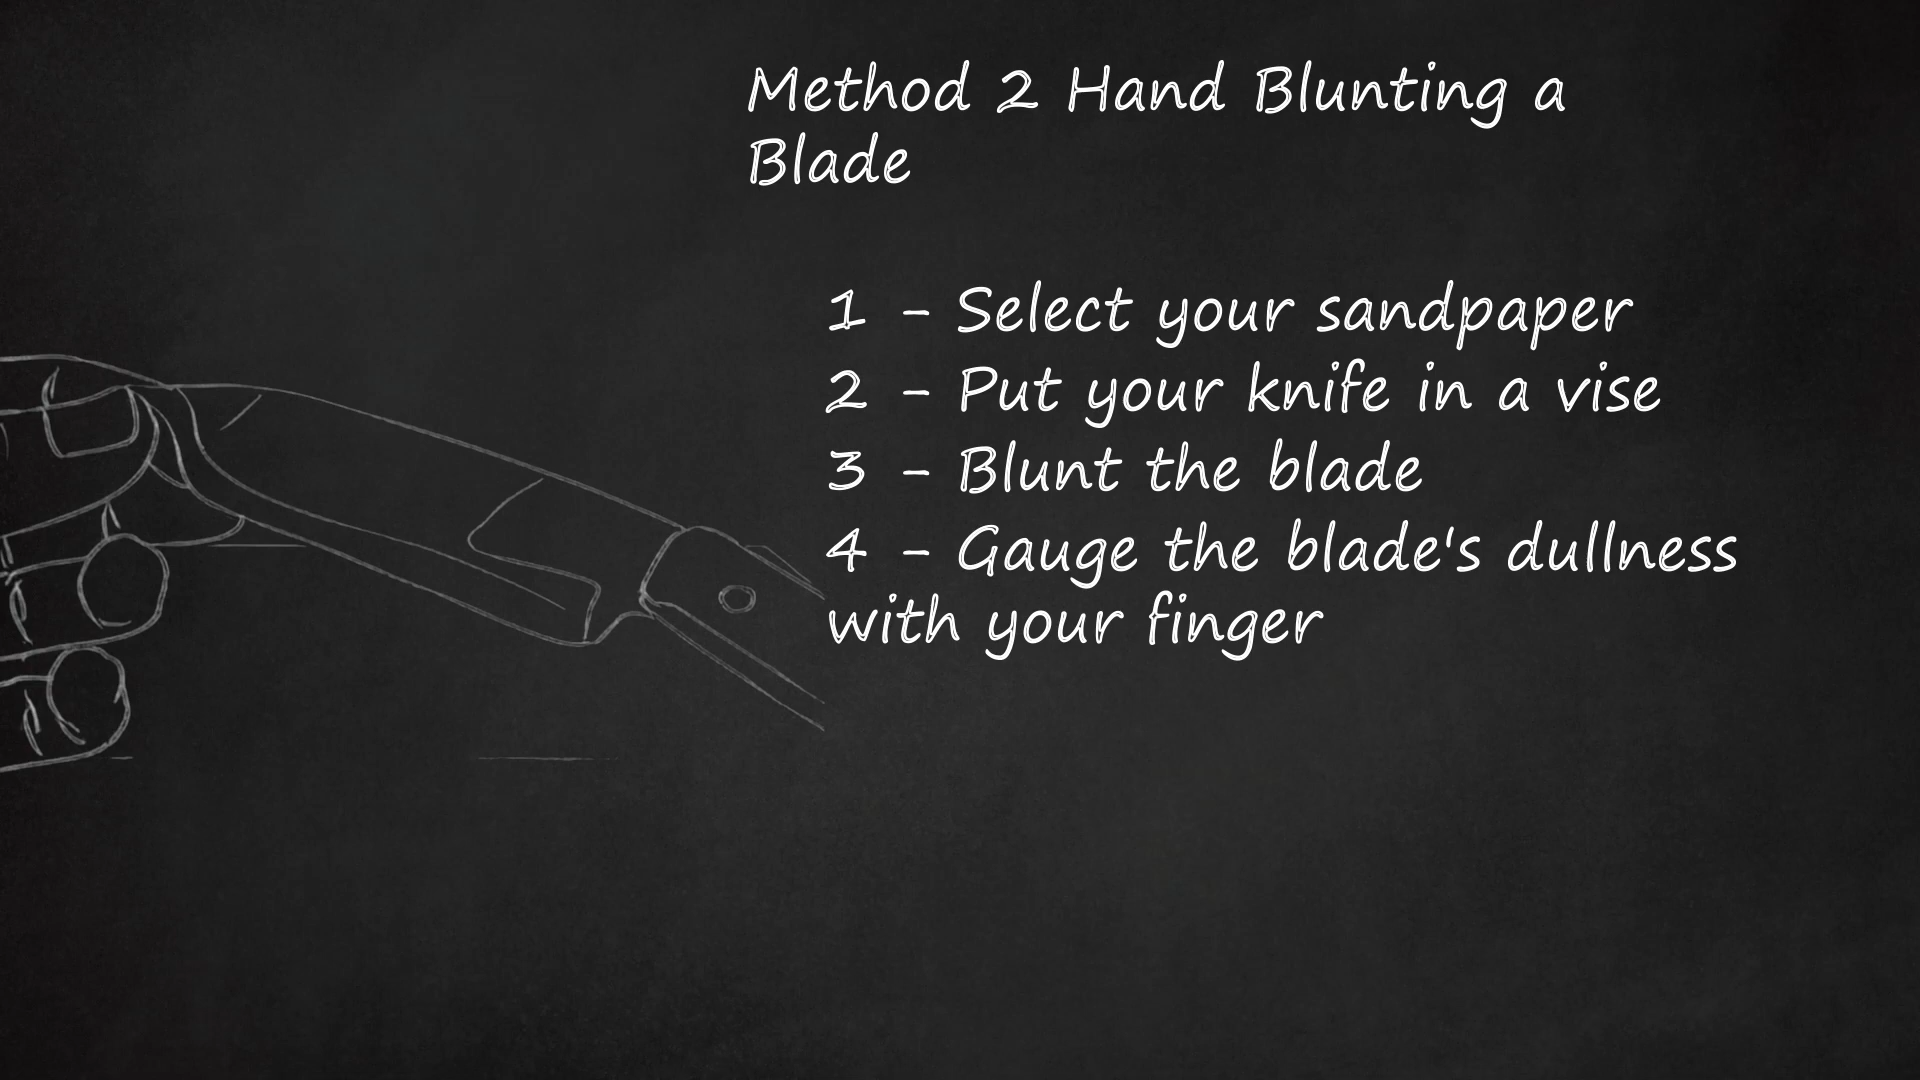 Method 2 Hand Blunting a
Blade
1 - Select your sandpaper
2 - Put your knife in a vise
3 - Blunt the blade
4 - Gauge the blade's dullness
with your finger